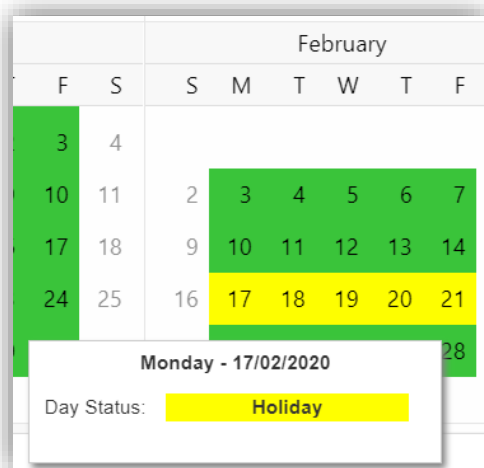 February
F S S M T W T F
3 4
10 11 2 3 4 5 6 7
17 18 9 10 11 12 13 14
24 25 16 17 18 19 20 21
28
Monday - 17/02/2020
Day Status: Holiday